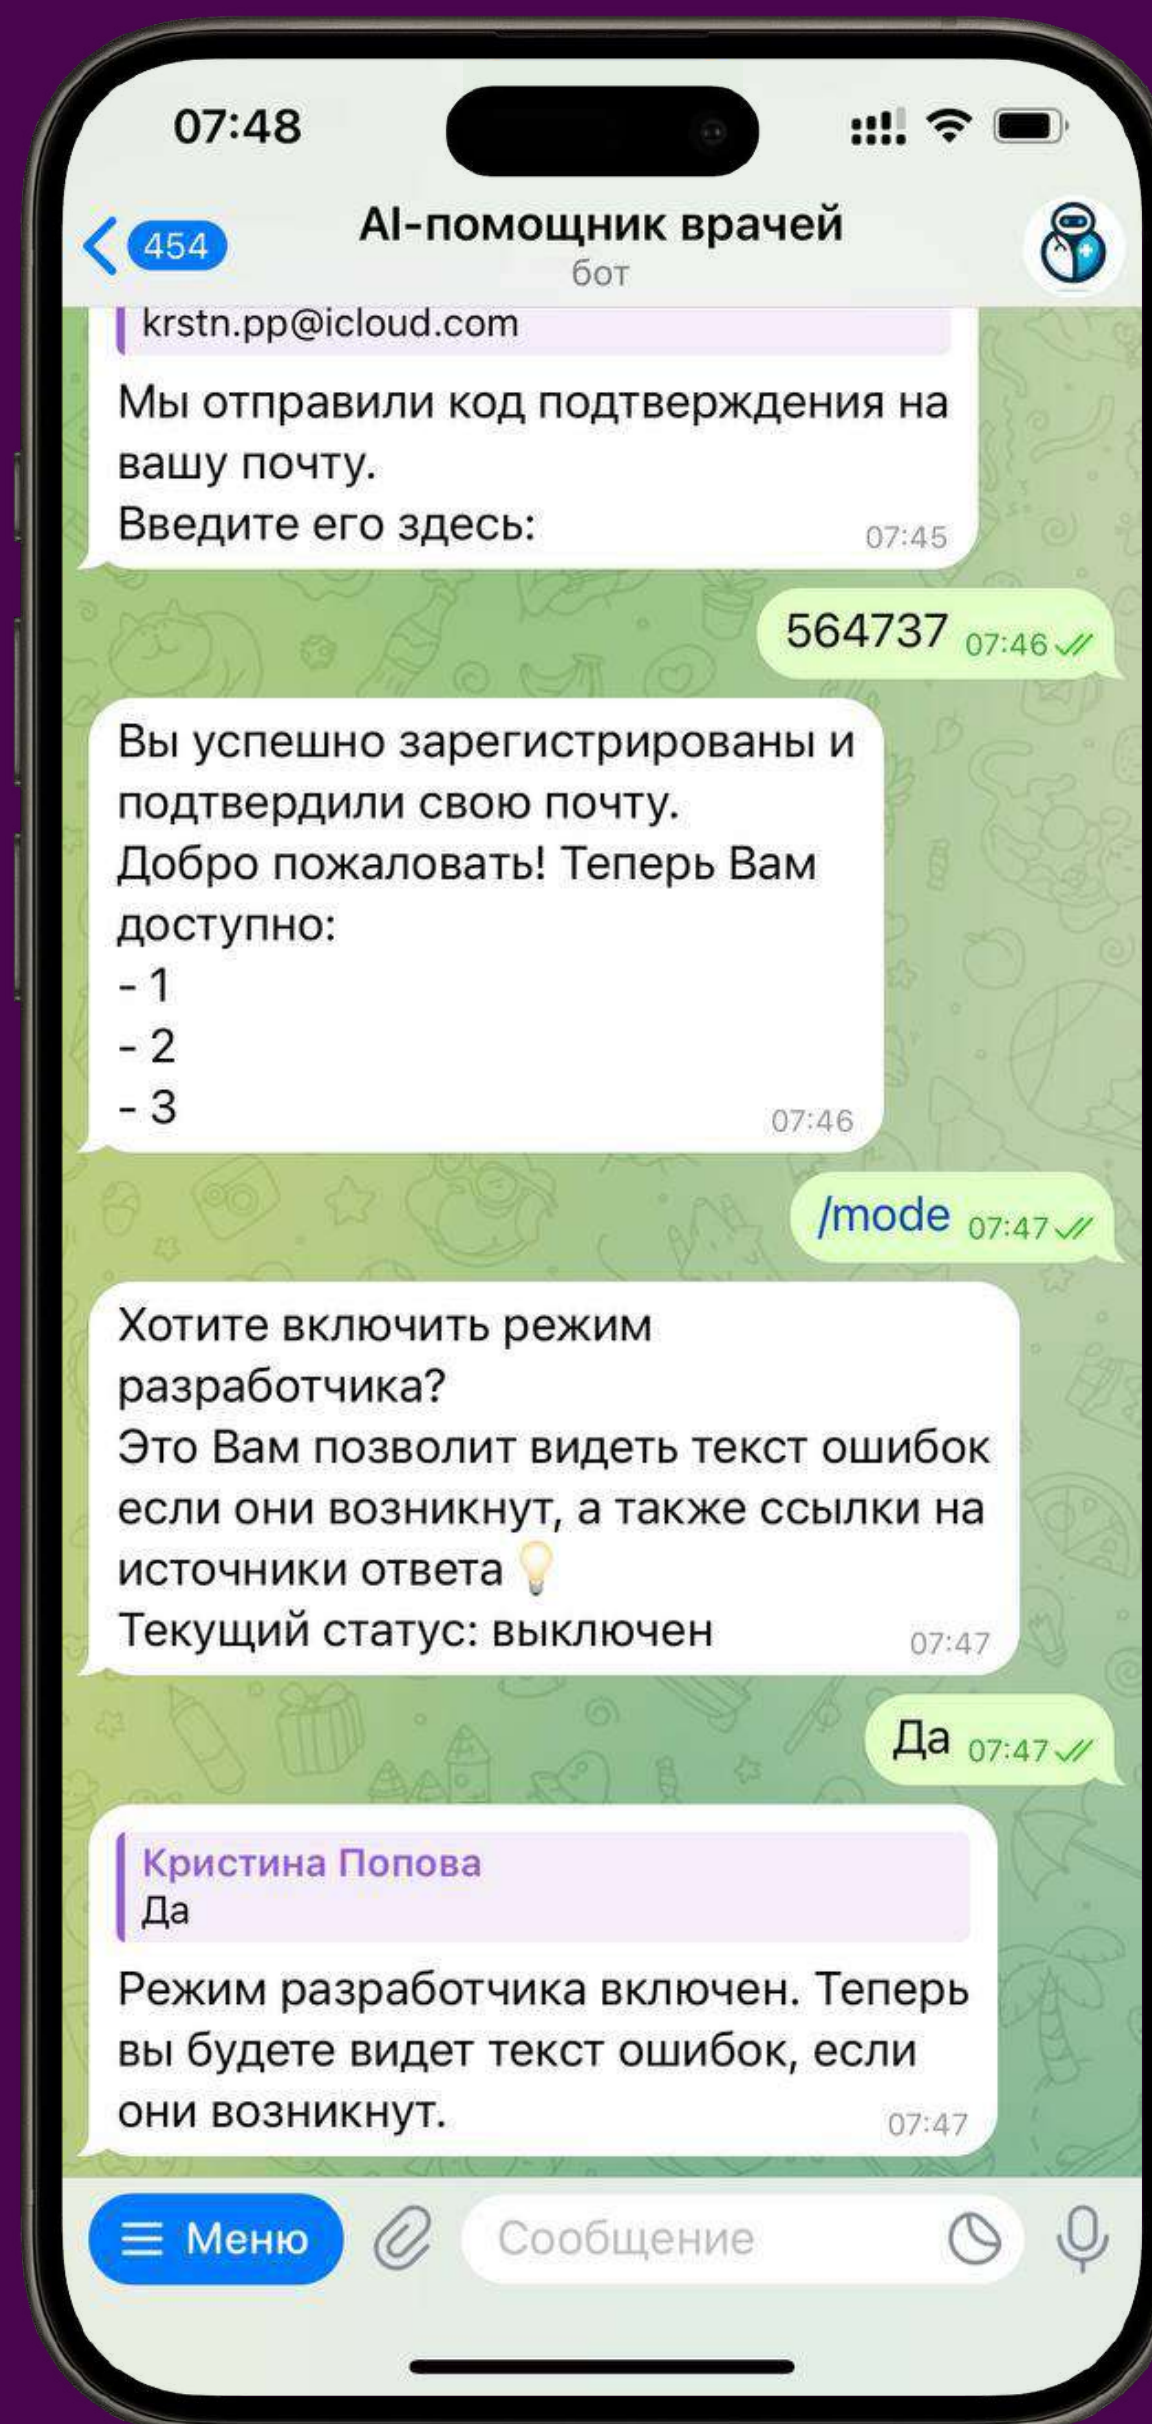 07:48
454
AI-помощник врачей
бот
krstn.pp@icloud.com
Мы отправили код подтверждения на
вашу почту.
Введите его здесь:
07:45
564737 07:46
Вы успешно зарегистрированы и
подтвердили свою почту.
Добро пожаловать! Теперь Вам
доступно:
- 1
- 2
- 3
07:46
/mode 07:47
Хотите включить режим
разработчика?
Это Вам позволит видеть текст ошибок
если они возникнут, а также ссылки на
источники ответа 💡
Текущий статус: выключен
07:47
Да 07:47
Кристина Попова
Да
Режим разработчика включен. Теперь
вы будете видет текст ошибок, если
они возникнут.
07:47
Меню
Сообщение